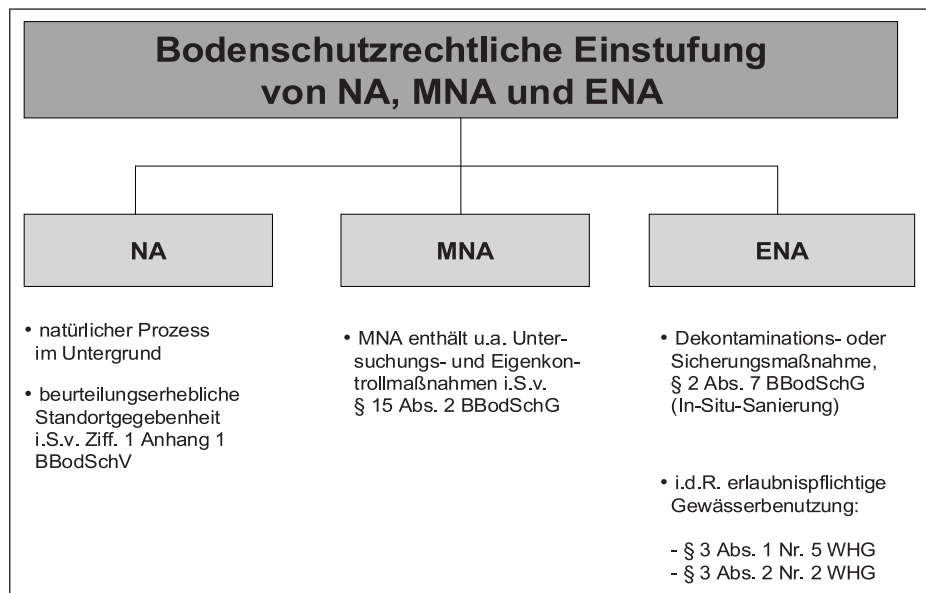 Bodenschutzrechtliche Einstufung
von NA, MNA und ENA
NA
• natürlicher Prozess
im Untergrund
• beurteilungserhebliche
Standortgegebenheit
i.S.v. Ziff. 1 Anhang 1
BBodSchV
MNA
• MNA enthält u.a. Unter-
suchungs- und Eigenkon-
trollmaßnahmen i.S.v.
§ 15 Abs. 2 BBodSchG
ENA
• Dekontaminations- oder
Sicherungsmaßnahme,
§ 2 Abs. 7 BBodSchG
(In-Situ-Sanierung)
• i.d.R. erlaubnispflichtige
Gewässerbenutzung:
- § 3 Abs. 1 Nr. 5 WHG
- § 3 Abs. 2 Nr. 2 WHG